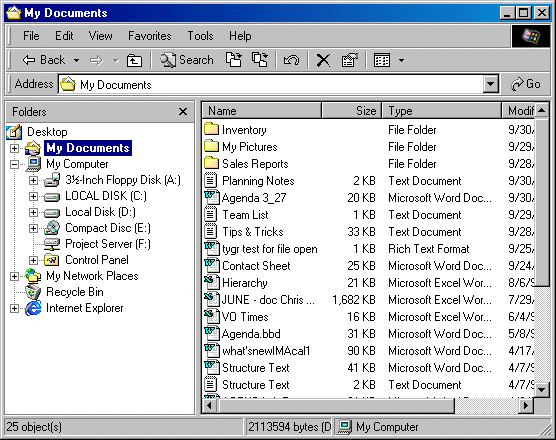 My Documents
File Edit View Favorites Tools Help
Back Search
Address My Documents Go
Folders
Desktop
My Documents
My Computer
3½-Inch Floppy Disk (A:)
LOCAL DISK (C:)
Local Disk (D:)
Compact Disc (E:)
Project Server (F:)
Control Panel
My Network Places
Recycle Bin
Internet Explorer
Name Size Type Modif
Inventory File Folder 9/30/
My Pictures File Folder 9/29/
Sales Reports File Folder 9/28/
Planning Notes 2 KB Text Document 9/30/
Agenda 3_27 20 KB Microsoft Word Doc... 9/30/
Team List 1 KB Text Document 9/29/
Tips & Tricks 33 KB Text Document 9/28/
tygr test for file open 1 KB Rich Text Format 9/25/
Contact Sheet 25 KB Microsoft Word Doc... 9/24/
Hierarchy 21 KB Microsoft Excel Wor... 8/6/9
JUNE - doc Chris ... 1,682 KB Microsoft Excel Wor... 7/29/
VO Times 16 KB Microsoft Excel Wor... 6/4/9
Agenda.bbd 31 KB Microsoft Word Doc... 5/8/9
what'snewIMAcal1 90 KB Microsoft Word Doc... 4/17/
Structure Text 41 KB Microsoft Word Doc... 4/7/9
Structure Text 2 KB Text Document 4/7/9
25 object(s) 2113594 bytes (D My Computer